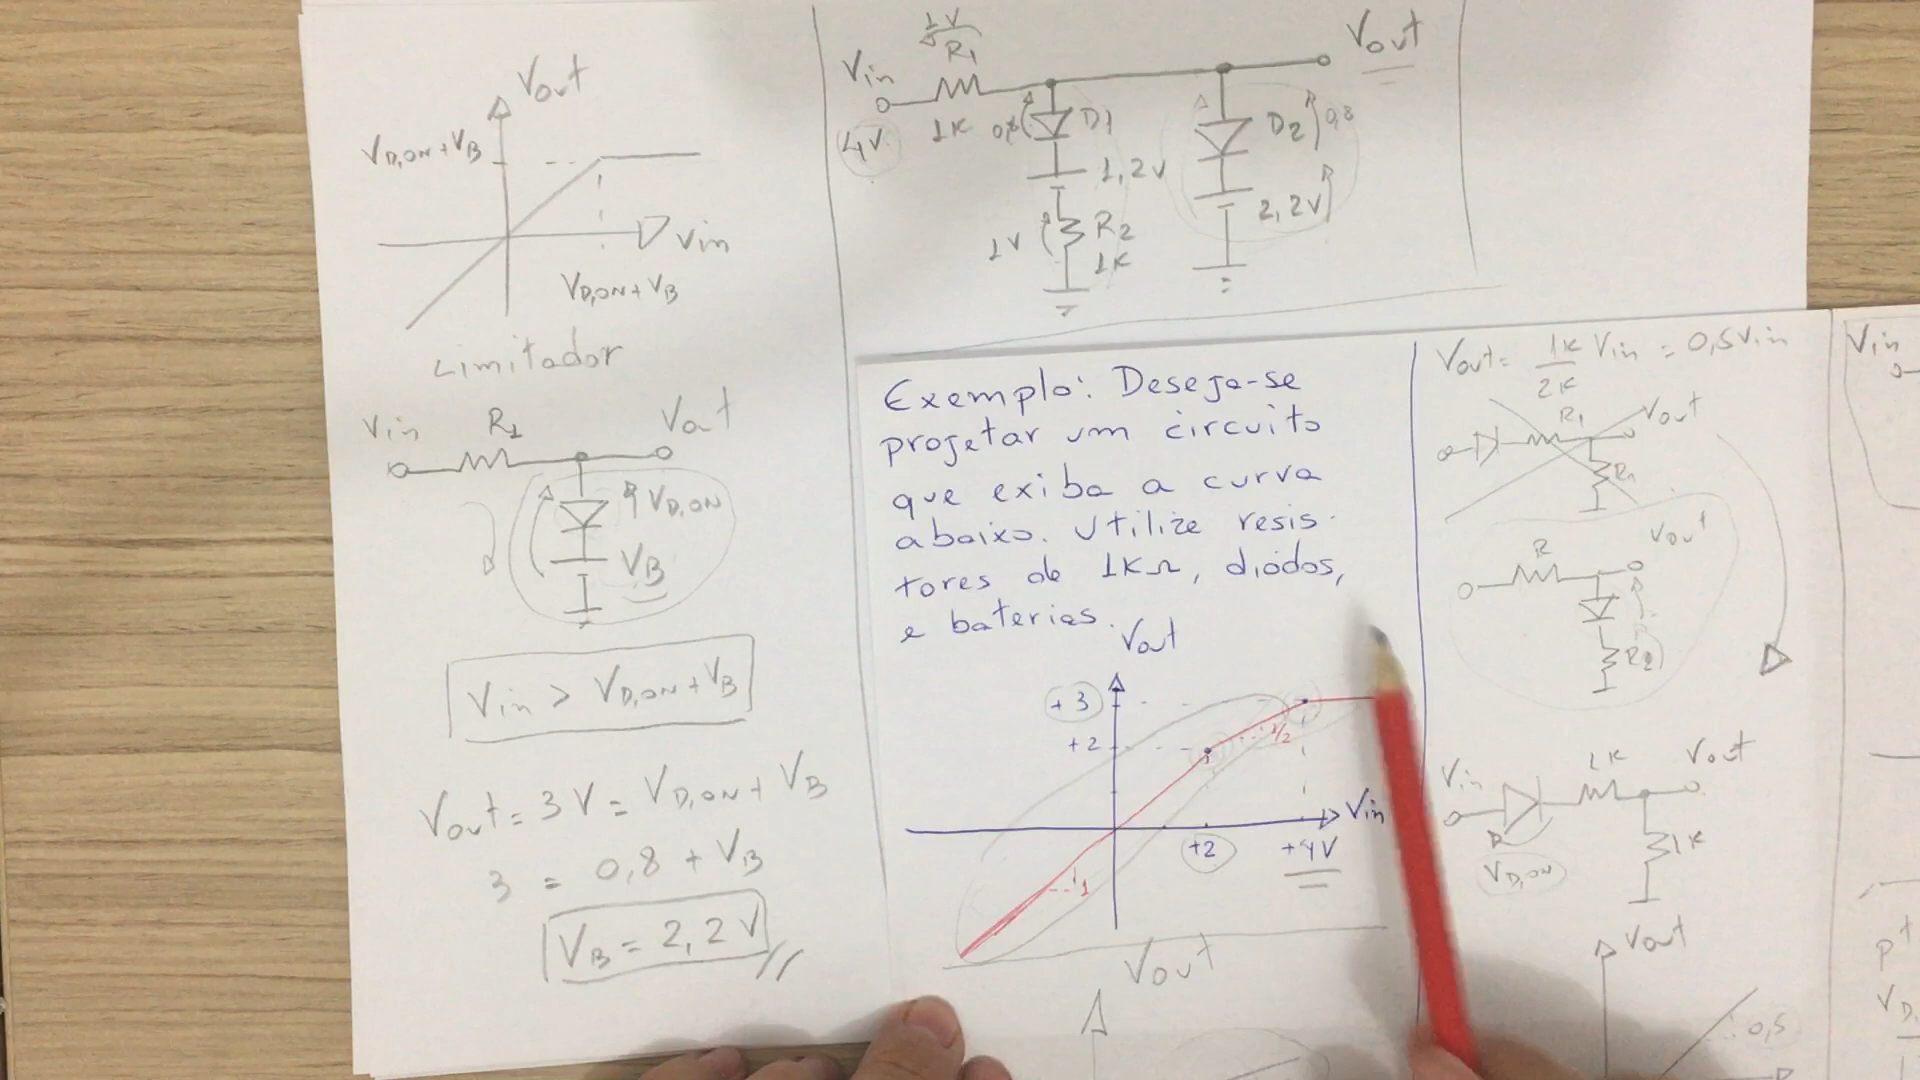 Vout
VD,ON+VB
Vin
VD,ON+VB
Limitador
Vin
R1
Vout
VD,ON
VB
Vin > VD,ON+VB
Vout = 3V = VD,ON + VB
3 = 0,8 + VB
VB = 2,2V
1V
R1
Vin
1K
4V
Vout
0,8
D1
1,2V
1V
R2
1K
D2
0,8
2,2V
Exemplo: Deseja-se
projetar um circuito
que exiba a curva
abaixo. Utilize resis-
tores de 1KΩ, diodos,
e baterias.
Vout
+3
+2
1/2
Vin
+2
+4V
1
Vout
Vout = 1K/2K Vin = 0,5Vin
R1
Vout
R1
R
Vout
R2
Vin
1K
Vout
VD,ON
1K
Vout
0,5
Vin